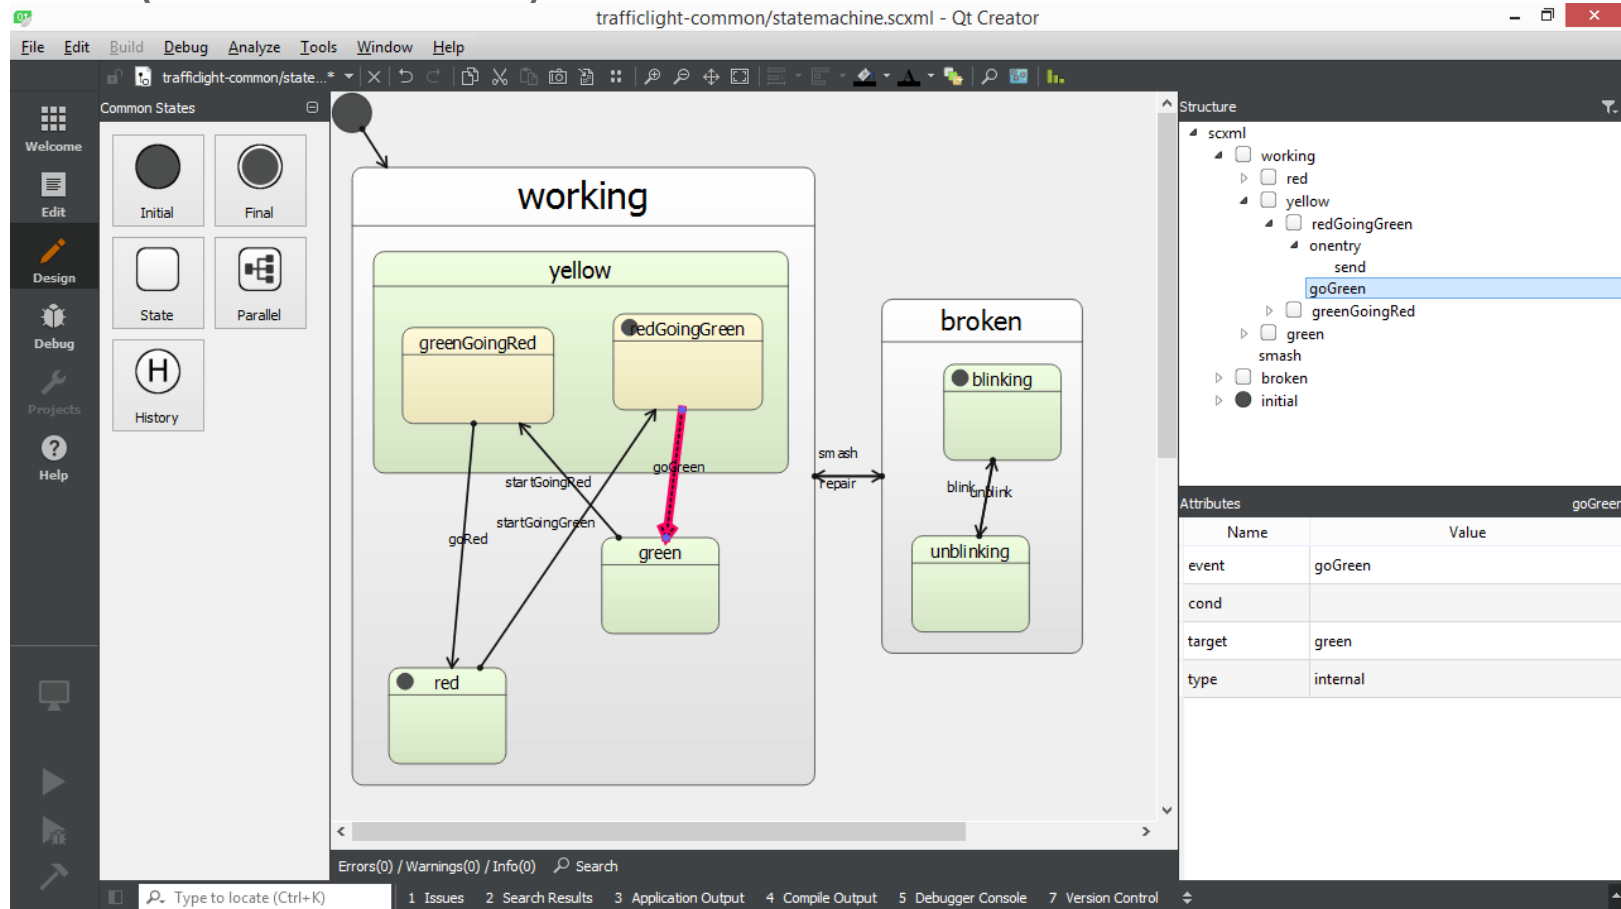 trafficlight-common/statemachine.scxml - Qt Creator
File Edit Build Debug Analyze Tools Window Help
trafficlight-common/state...*
Common States
Welcome
Edit
Design
Debug
Projects
Help
Initial
Final
State
Parallel
H
History
working
yellow
greenGoingRed
redGoingGreen
goGreen
startGoingRed
startGoingGreen
goRed
green
red
smash
repair
broken
blinking
blink
unblink
unblinking
Structure
scxml
working
red
yellow
redGoingGreen
onentry
send
goGreen
greenGoingRed
green
smash
broken
initial
Attributes goGreen
Name Value
event goGreen
cond
target green
type internal
Errors(0) / Warnings(0) / Info(0) Search
Type to locate (Ctrl+K) 1 Issues 2 Search Results 3 Application Output 4 Compile Output 5 Debugger Console 7 Version Control